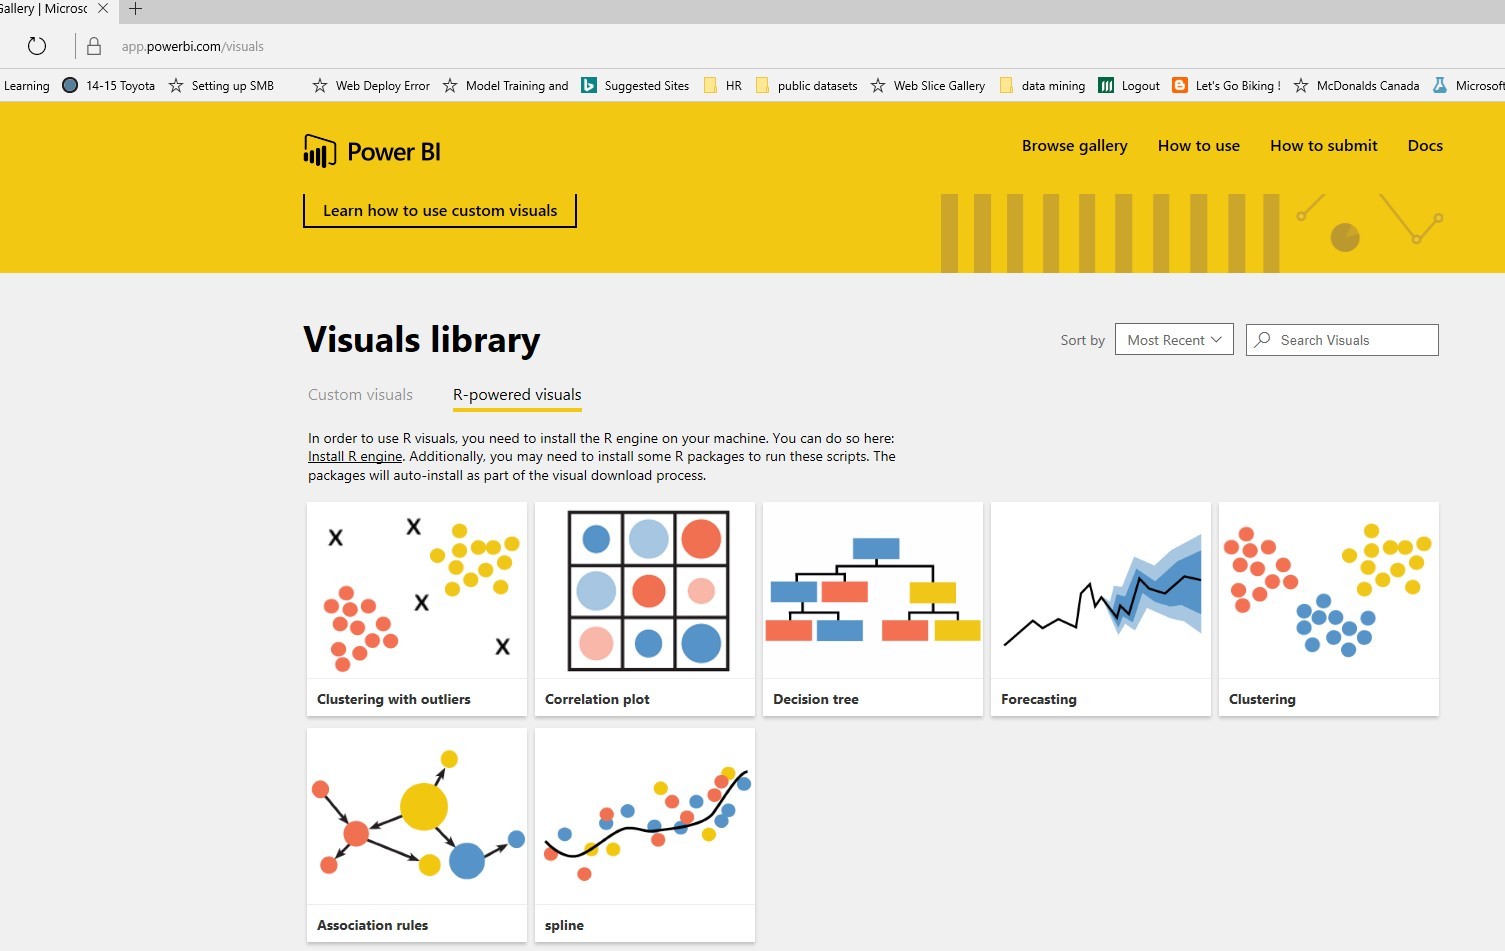 Gallery | Microsc
app.powerbi.com/visuals
Learning 14-15 Toyota Setting up SMB Web Deploy Error Model Training and Suggested Sites HR public datasets Web Slice Gallery data mining Logout Let's Go Biking ! McDonalds Canada Microsoft
Power BI
Browse gallery How to use How to submit Docs
Learn how to use custom visuals
Visuals library
Sort by Most Recent Search Visuals
Custom visuals R-powered visuals
In order to use R visuals, you need to install the R engine on your machine. You can do so here:
Install R engine. Additionally, you may need to install some R packages to run these scripts. The
packages will auto-install as part of the visual download process.
X X
X
X
Clustering with outliers Correlation plot Decision tree Forecasting Clustering
Association rules spline